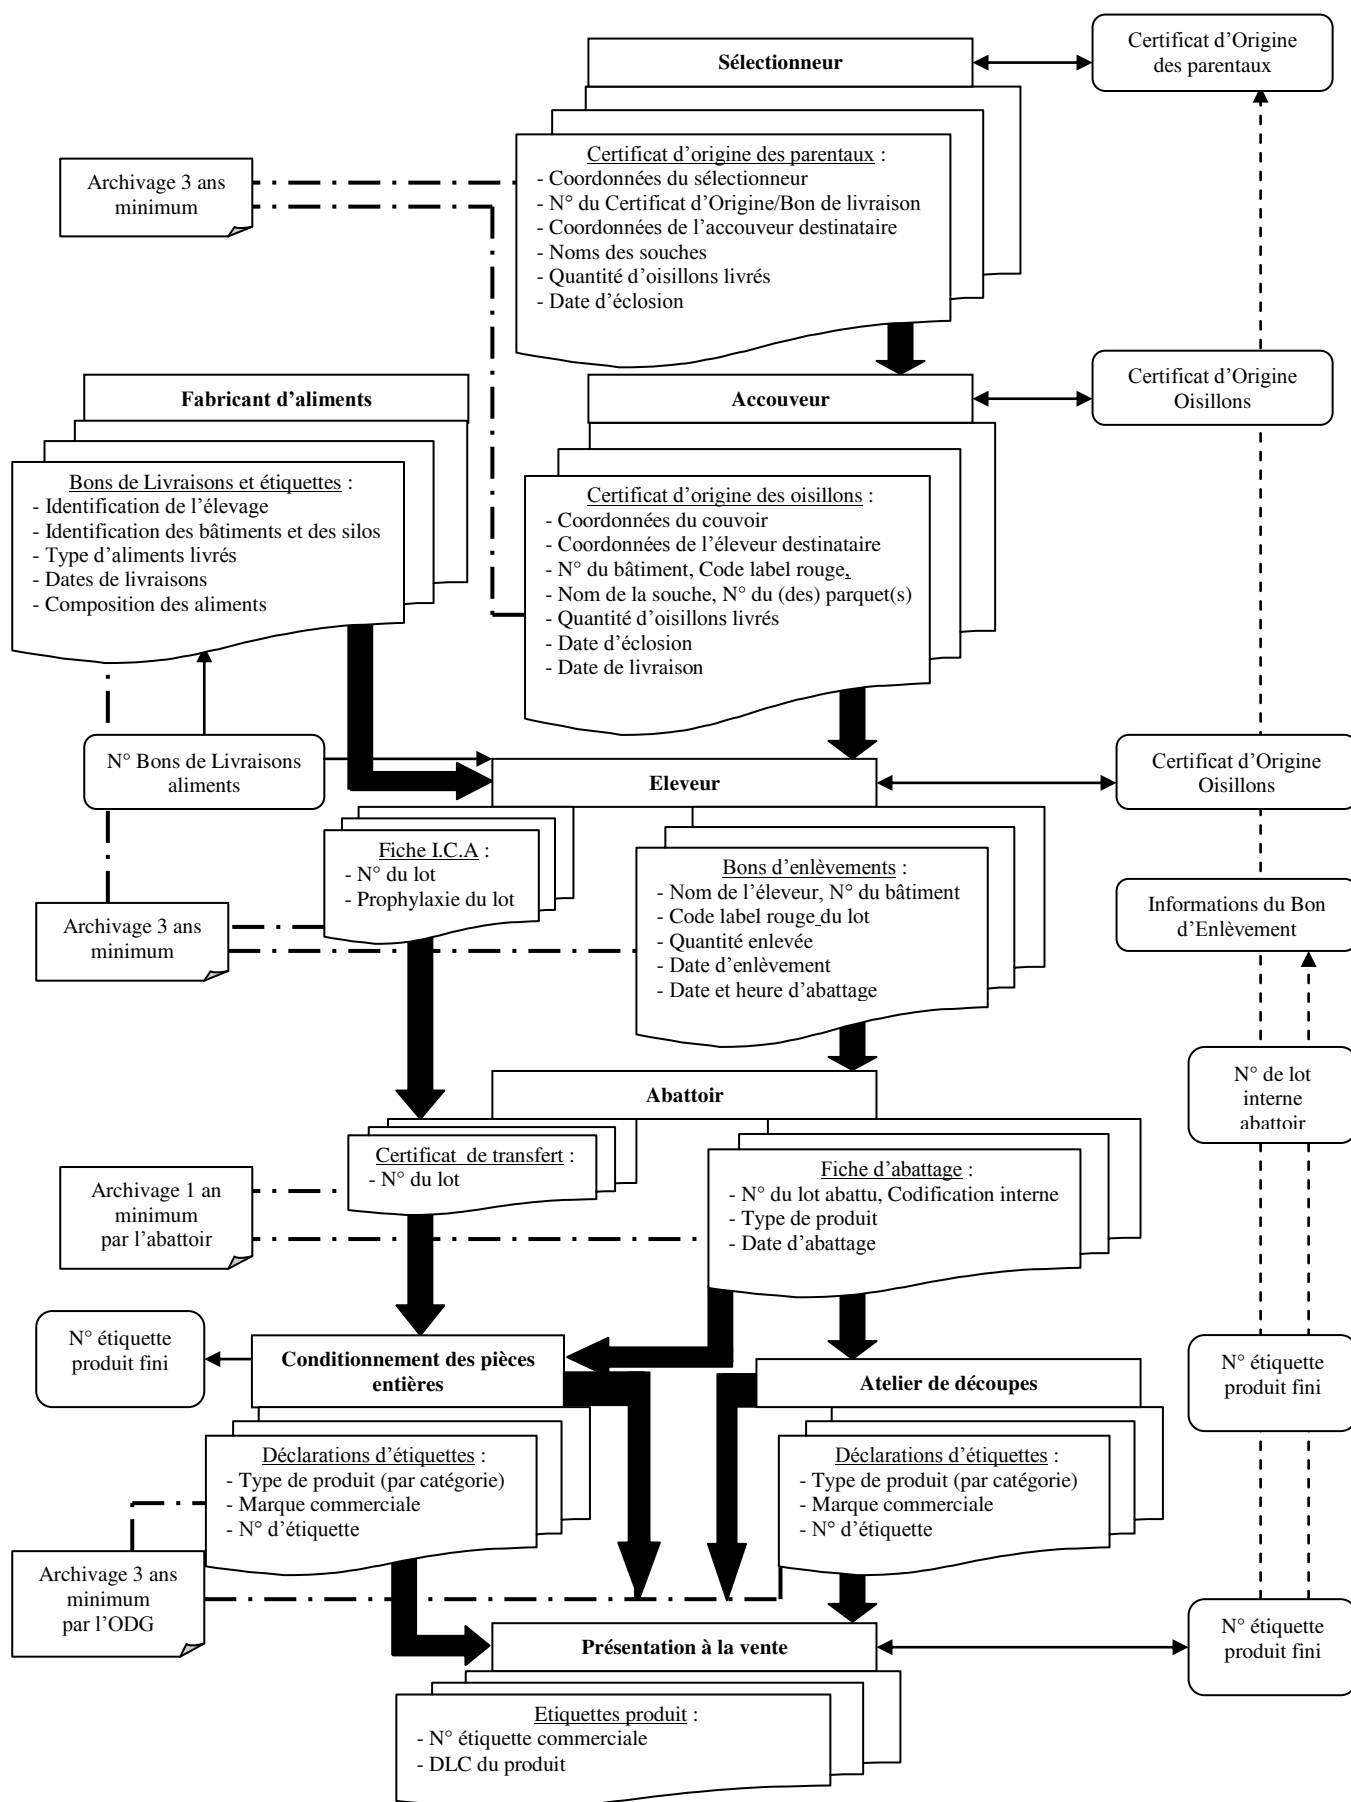 Sélectionneur
Certificat d'Origine
des parentaux
Certificat d'origine des parentaux :
- Coordonnées du sélectionneur
- N° du Certificat d'Origine/Bon de livraison
- Coordonnées de l'accouveur destinataire
- Noms des souches
- Quantité d'oisillons livrés
- Date d'éclosion
Archivage 3 ans
minimum
Fabricant d'aliments
Accouveur
Certificat d'Origine
Oisillons
Bons de Livraisons et étiquettes :
- Identification de l'élevage
- Identification des bâtiments et des silos
- Type d'aliments livrés
- Dates de livraisons
- Composition des aliments
Certificat d'origine des oisillons :
- Coordonnées du couvoir
- Coordonnées de l'éleveur destinataire
- N° du bâtiment, Code label rouge,
- Nom de la souche, N° du (des) parquet(s)
- Quantité d'oisillons livrés
- Date d'éclosion
- Date de livraison
N° Bons de Livraisons
aliments
Eleveur
Certificat d'Origine
Oisillons
Fiche I.C.A :
- N° du lot
- Prophylaxie du lot
Bons d'enlèvements :
- Nom de l'éleveur, N° du bâtiment
- Code label rouge du lot
- Quantité enlevée
- Date d'enlèvement
- Date et heure d'abattage
Archivage 3 ans
minimum
Informations du Bon
d'Enlèvement
Abattoir
N° de lot
interne
abattoir
Certificat de transfert :
- N° du lot
Fiche d'abattage :
- N° du lot abattu, Codification interne
- Type de produit
- Date d'abattage
Archivage 1 an
minimum
par l'abattoir
N° étiquette
produit fini
Conditionnement des pièces
entières
Atelier de découpes
N° étiquette
produit fini
Déclarations d'étiquettes :
- Type de produit (par catégorie)
- Marque commerciale
- N° d'étiquette
Déclarations d'étiquettes :
- Type de produit (par catégorie)
- Marque commerciale
- N° d'étiquette
Archivage 3 ans
minimum
par l'ODG
Présentation à la vente
N° étiquette
produit fini
Etiquettes produit :
- N° étiquette commerciale
- DLC du produit